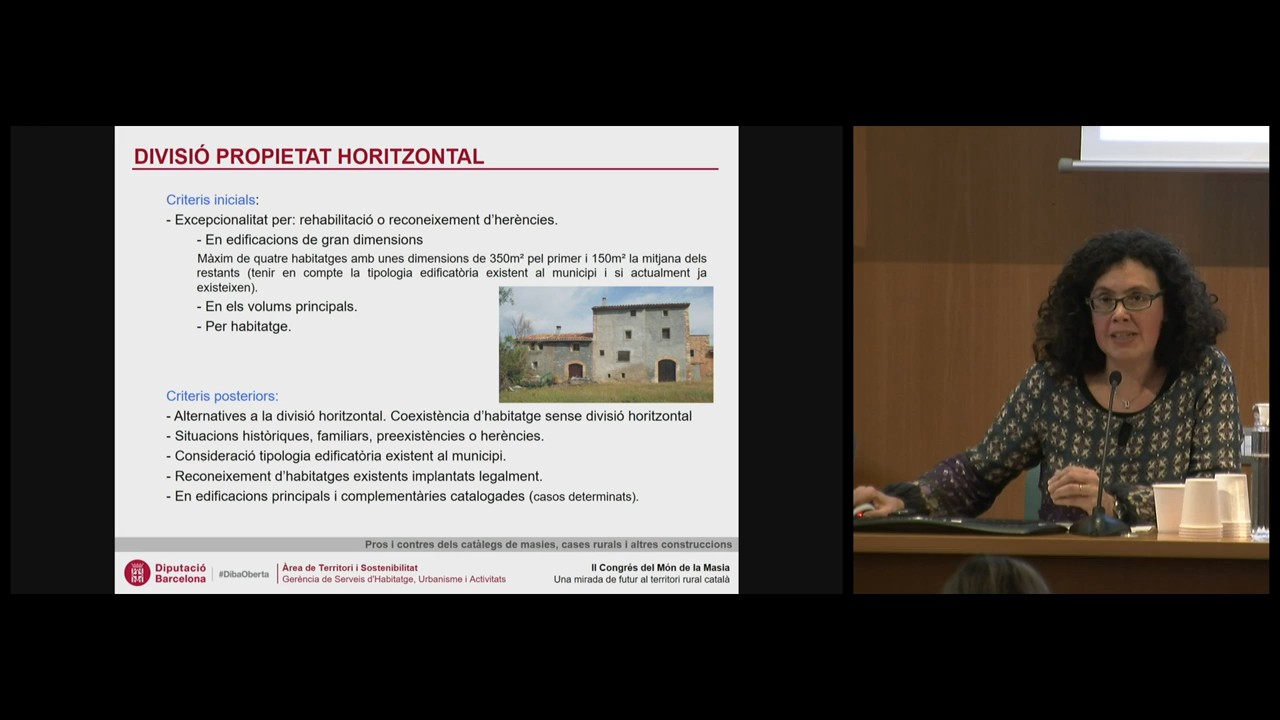 DIVISIÓ PROPIETAT HORITZONTAL
Criteris inicials:
- Excepcionalitat per: rehabilitació o reconeixement d'herències.
- En edificacions de gran dimensions
Màxim de quatre habitatges amb unes dimensions de 350m² pel primer i 150m² la mitjana dels
restants (tenir en compte la tipologia edificatòria existent al municipi i si actualment ja
existeixen).
- En els volums principals.
- Per habitatge.
Criteris posteriors:
- Alternatives a la divisió horitzontal. Coexistència d'habitatge sense divisió horitzontal
- Situacions històriques, familiars, preexistències o herències.
- Consideració tipologia edificatòria existent al municipi.
- Reconeixement d'habitatges existents implantats legalment.
- En edificacions principals i complementàries catalogades (casos determinats).
Pros i contres dels catàlegs de masies, cases rurals i altres construccions
Diputació
Barcelona
#DibaOberta
Àrea de Territori i Sostenibilitat
Gerència de Serveis d'Habitatge, Urbanisme i Activitats
II Congrés del Món de la Masia
Una mirada de futur al territori rural català